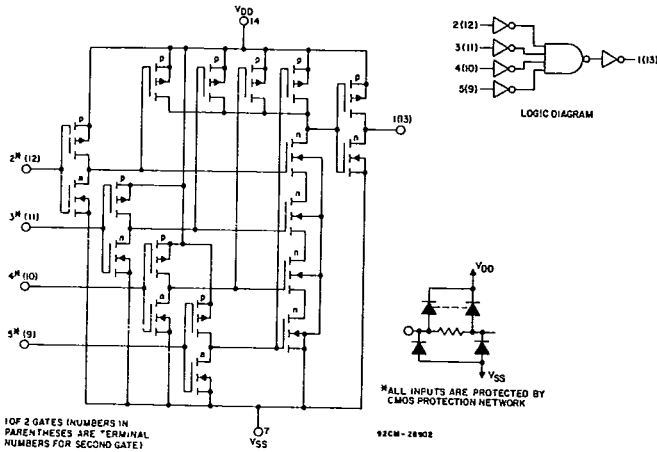 VDD
14
p
p
p
p
p
p
2(12)
3(11)
4(10)
5(9)
1(13)
LOGIC DIAGRAM
1(13)
n
n
2*(12)
n
p
3*(11)
n
n
p
4*(10)
n
n
p
5*(9)
n
n
VDD
VSS
*ALL INPUTS ARE PROTECTED BY
CMOS PROTECTION NETWORK
1 OF 2 GATES (NUMBERS IN
PARENTHESES ARE TERMINAL
NUMBERS FOR SECOND GATE)
7
VSS
92CM-28902